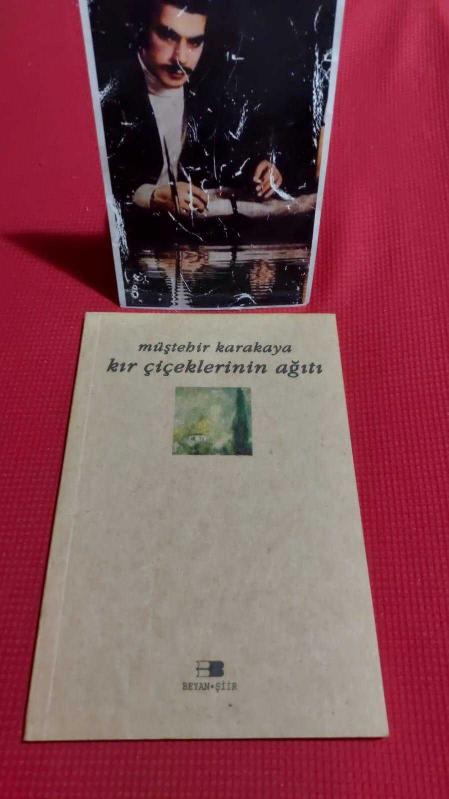 müştehir karakaya
kır çiçeklerinin ağıtı
BEYAN•ŞİİR